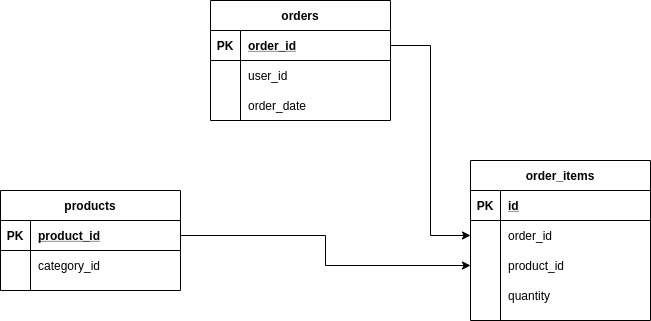 orders
PK order_id
user_id
order_date
order_items
PK id
order_id
product_id
quantity
products
PK product_id
category_id